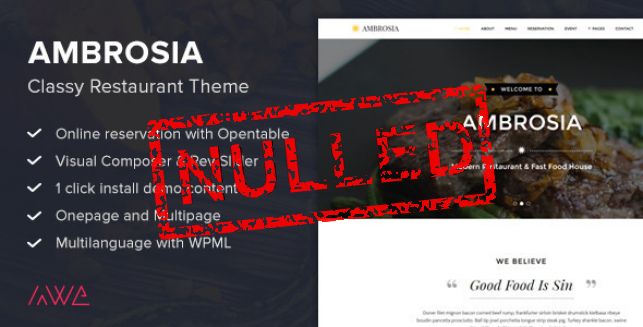 AMBROSIA
Classy Restaurant Theme
Online reservation with Opentable
Visual Composer & Rev Slider
1 click install demo content
Onepage and Multipage
Multilanguage with WPML
AWE
NULLED
AMBROSIA
ABOUT MENU RESERVATION EVENT PAGES CONTACT
WELCOME TO
AMBROSIA
Modern Restaurant & Fast Food House
WE BELIEVE
“ Good Food Is Sin ”